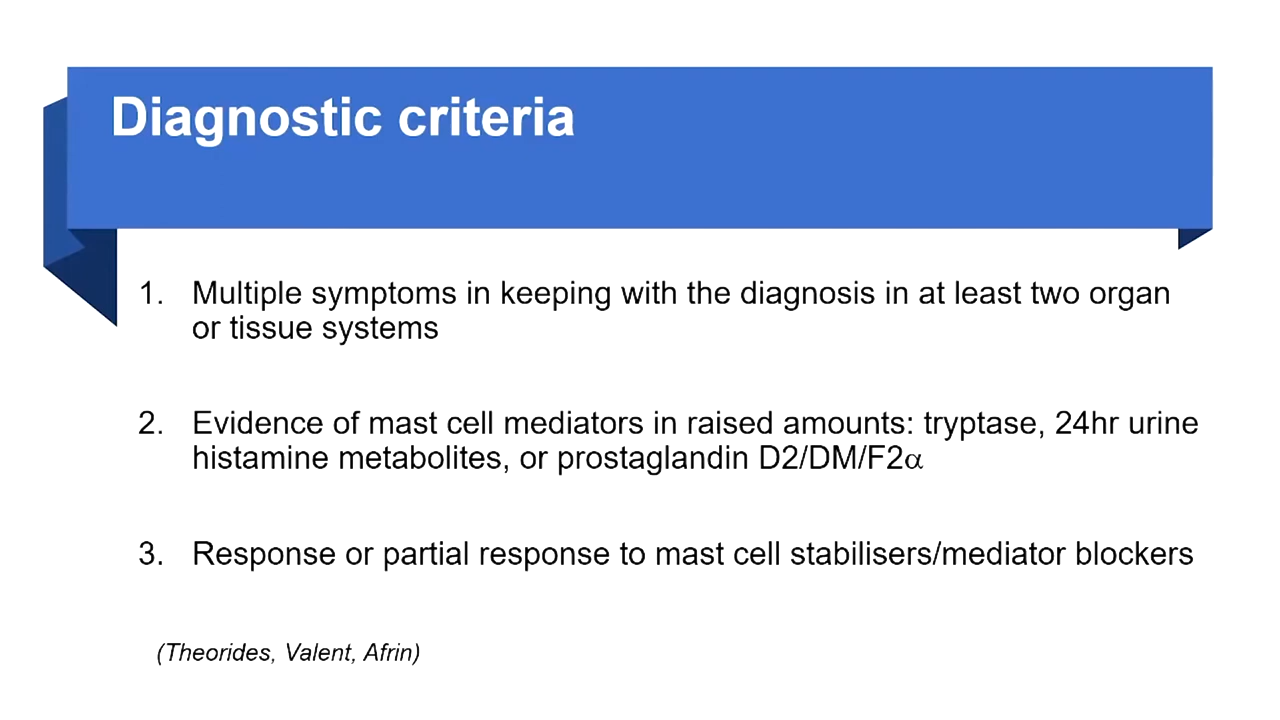 Diagnostic criteria
1. Multiple symptoms in keeping with the diagnosis in at least two organ
or tissue systems
2. Evidence of mast cell mediators in raised amounts: tryptase, 24hr urine
histamine metabolites, or prostaglandin D2/DM/F2α
3. Response or partial response to mast cell stabilisers/mediator blockers
(Theorides, Valent, Afrin)